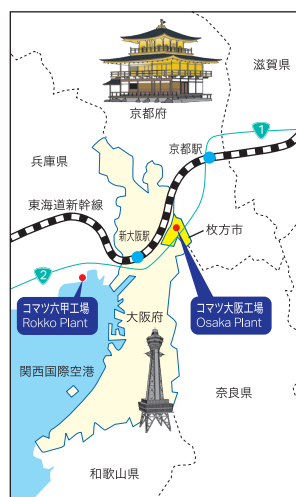 滋賀県
京都府
1
京都駅
兵庫県
東海道新幹線
新大阪駅
枚方市
2
コマツ六甲工場
Rokko Plant
コマツ大阪工場
Osaka Plant
大阪府
関西国際空港
奈良県
和歌山県